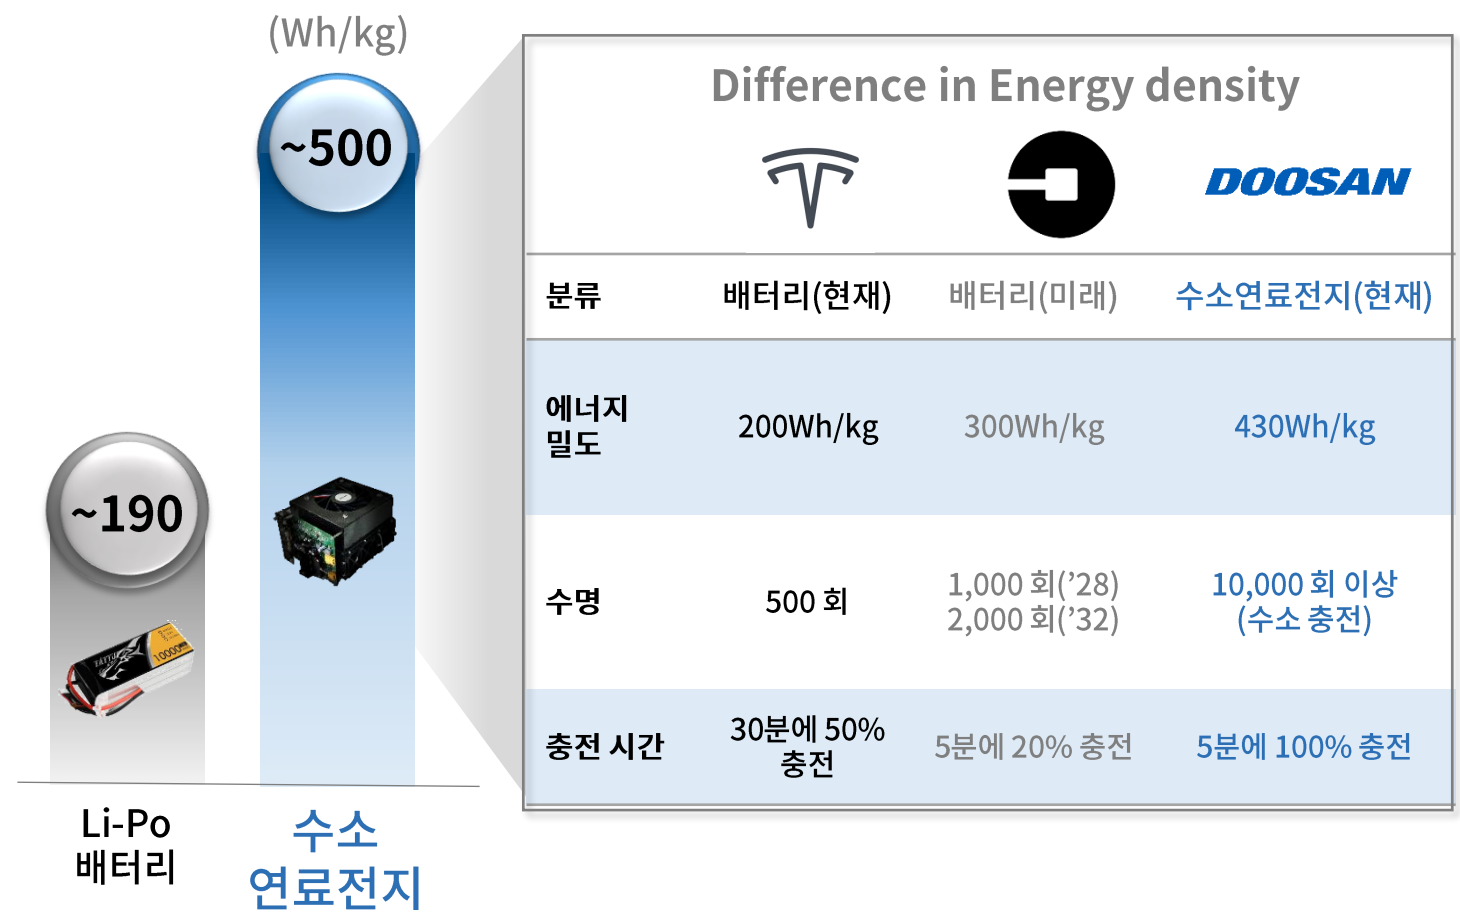 (Wh/kg)
~500
~190
TATTU
10000
Li-Po
배터리
수소
연료전지
Difference in Energy density
DOOSAN
분류 배터리(현재) 배터리(미래) 수소연료전지(현재)
에너지
밀도
200Wh/kg 300Wh/kg 430Wh/kg
수명
500 회
1,000 회(’28)
2,000 회(’32)
10,000 회 이상
(수소 충전)
충전 시간
30분에 50%
충전
5분에 20% 충전
5분에 100% 충전